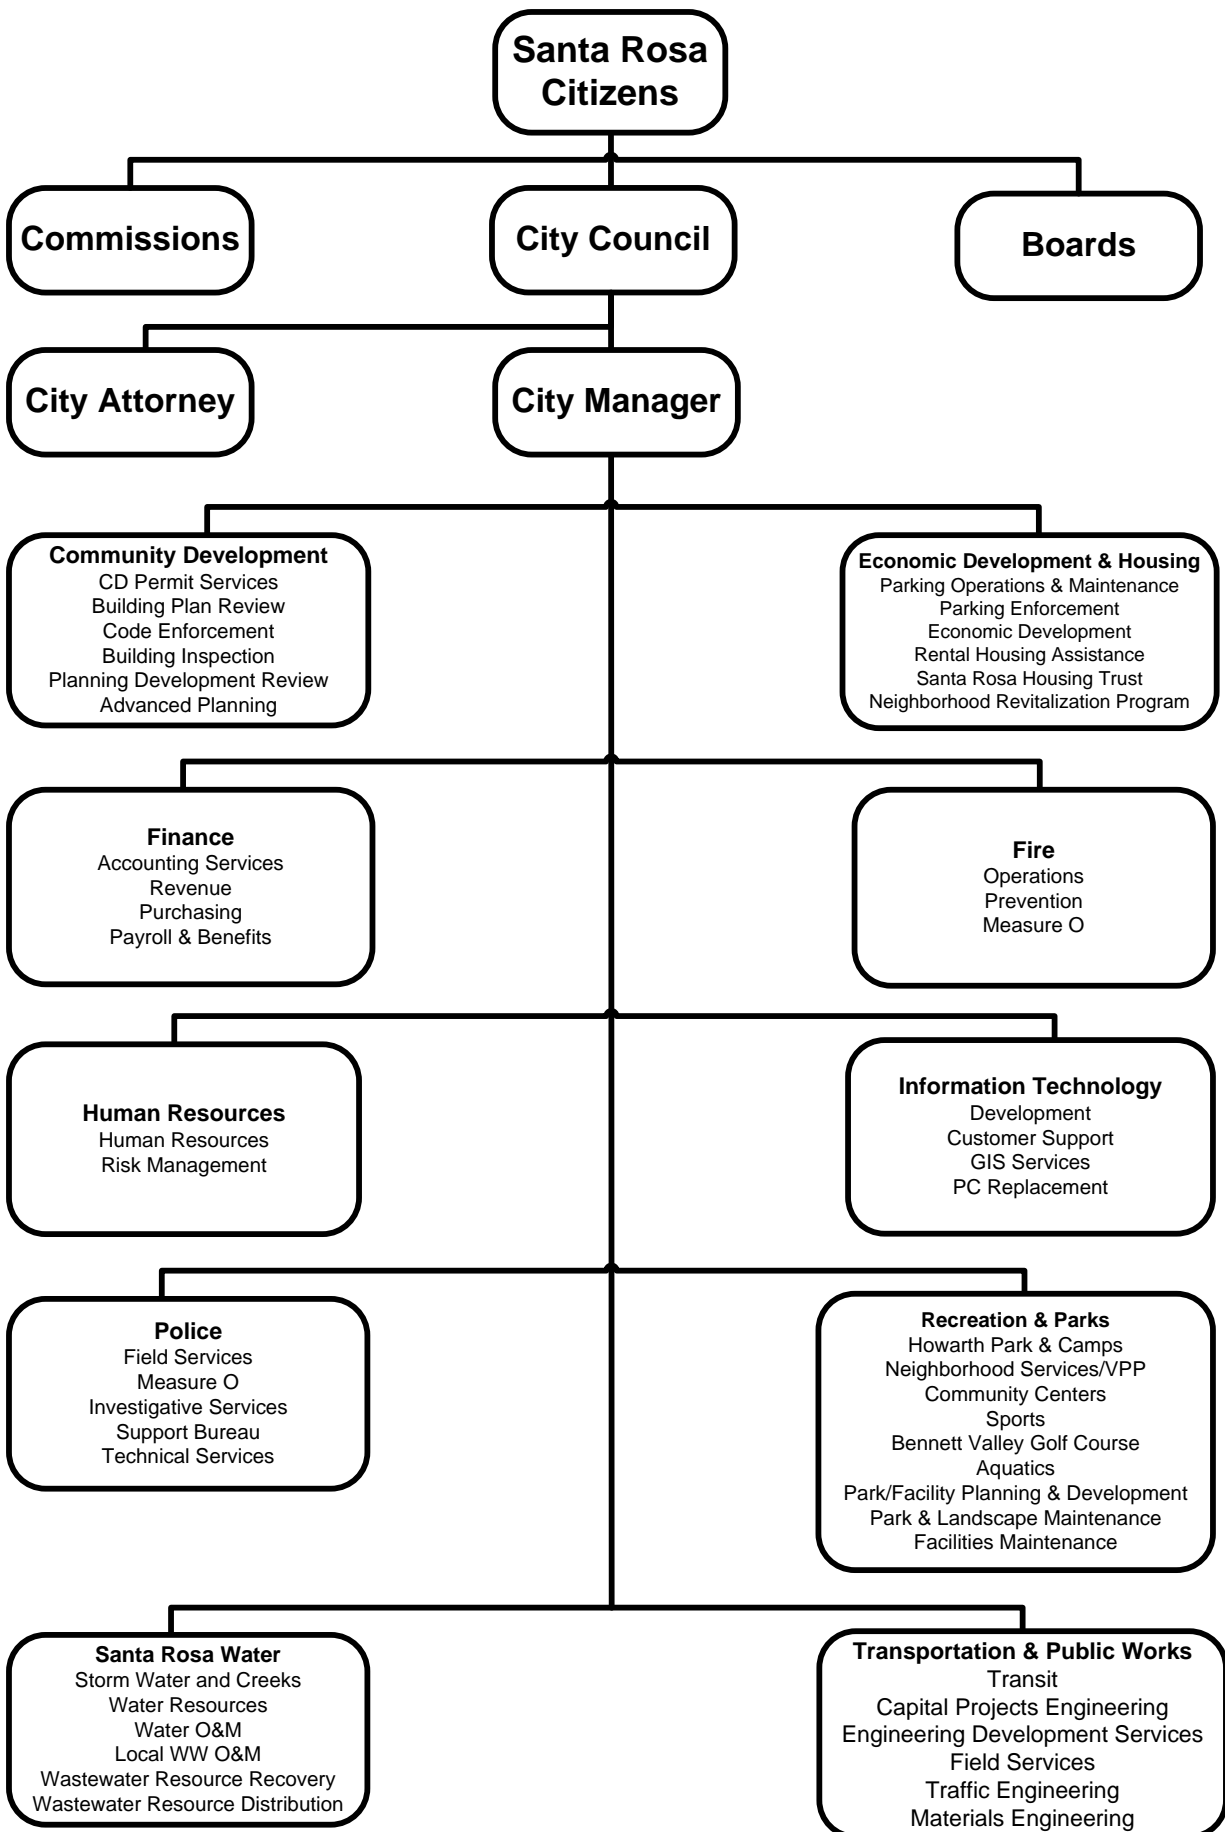 Santa Rosa
Citizens
Commissions
City Council
Boards
City Attorney
City Manager
Community Development
CD Permit Services
Building Plan Review
Code Enforcement
Building Inspection
Planning Development Review
Advanced Planning
Economic Development & Housing
Parking Operations & Maintenance
Parking Enforcement
Economic Development
Rental Housing Assistance
Santa Rosa Housing Trust
Neighborhood Revitalization Program
Finance
Accounting Services
Revenue
Purchasing
Payroll & Benefits
Fire
Operations
Prevention
Measure O
Human Resources
Human Resources
Risk Management
Information Technology
Development
Customer Support
GIS Services
PC Replacement
Police
Field Services
Measure O
Investigative Services
Support Bureau
Technical Services
Recreation & Parks
Howarth Park & Camps
Neighborhood Services/VPP
Community Centers
Sports
Bennett Valley Golf Course
Aquatics
Park/Facility Planning & Development
Park & Landscape Maintenance
Facilities Maintenance
Santa Rosa Water
Storm Water and Creeks
Water Resources
Water O&M
Local WW O&M
Wastewater Resource Recovery
Wastewater Resource Distribution
Transportation & Public Works
Transit
Capital Projects Engineering
Engineering Development Services
Field Services
Traffic Engineering
Materials Engineering